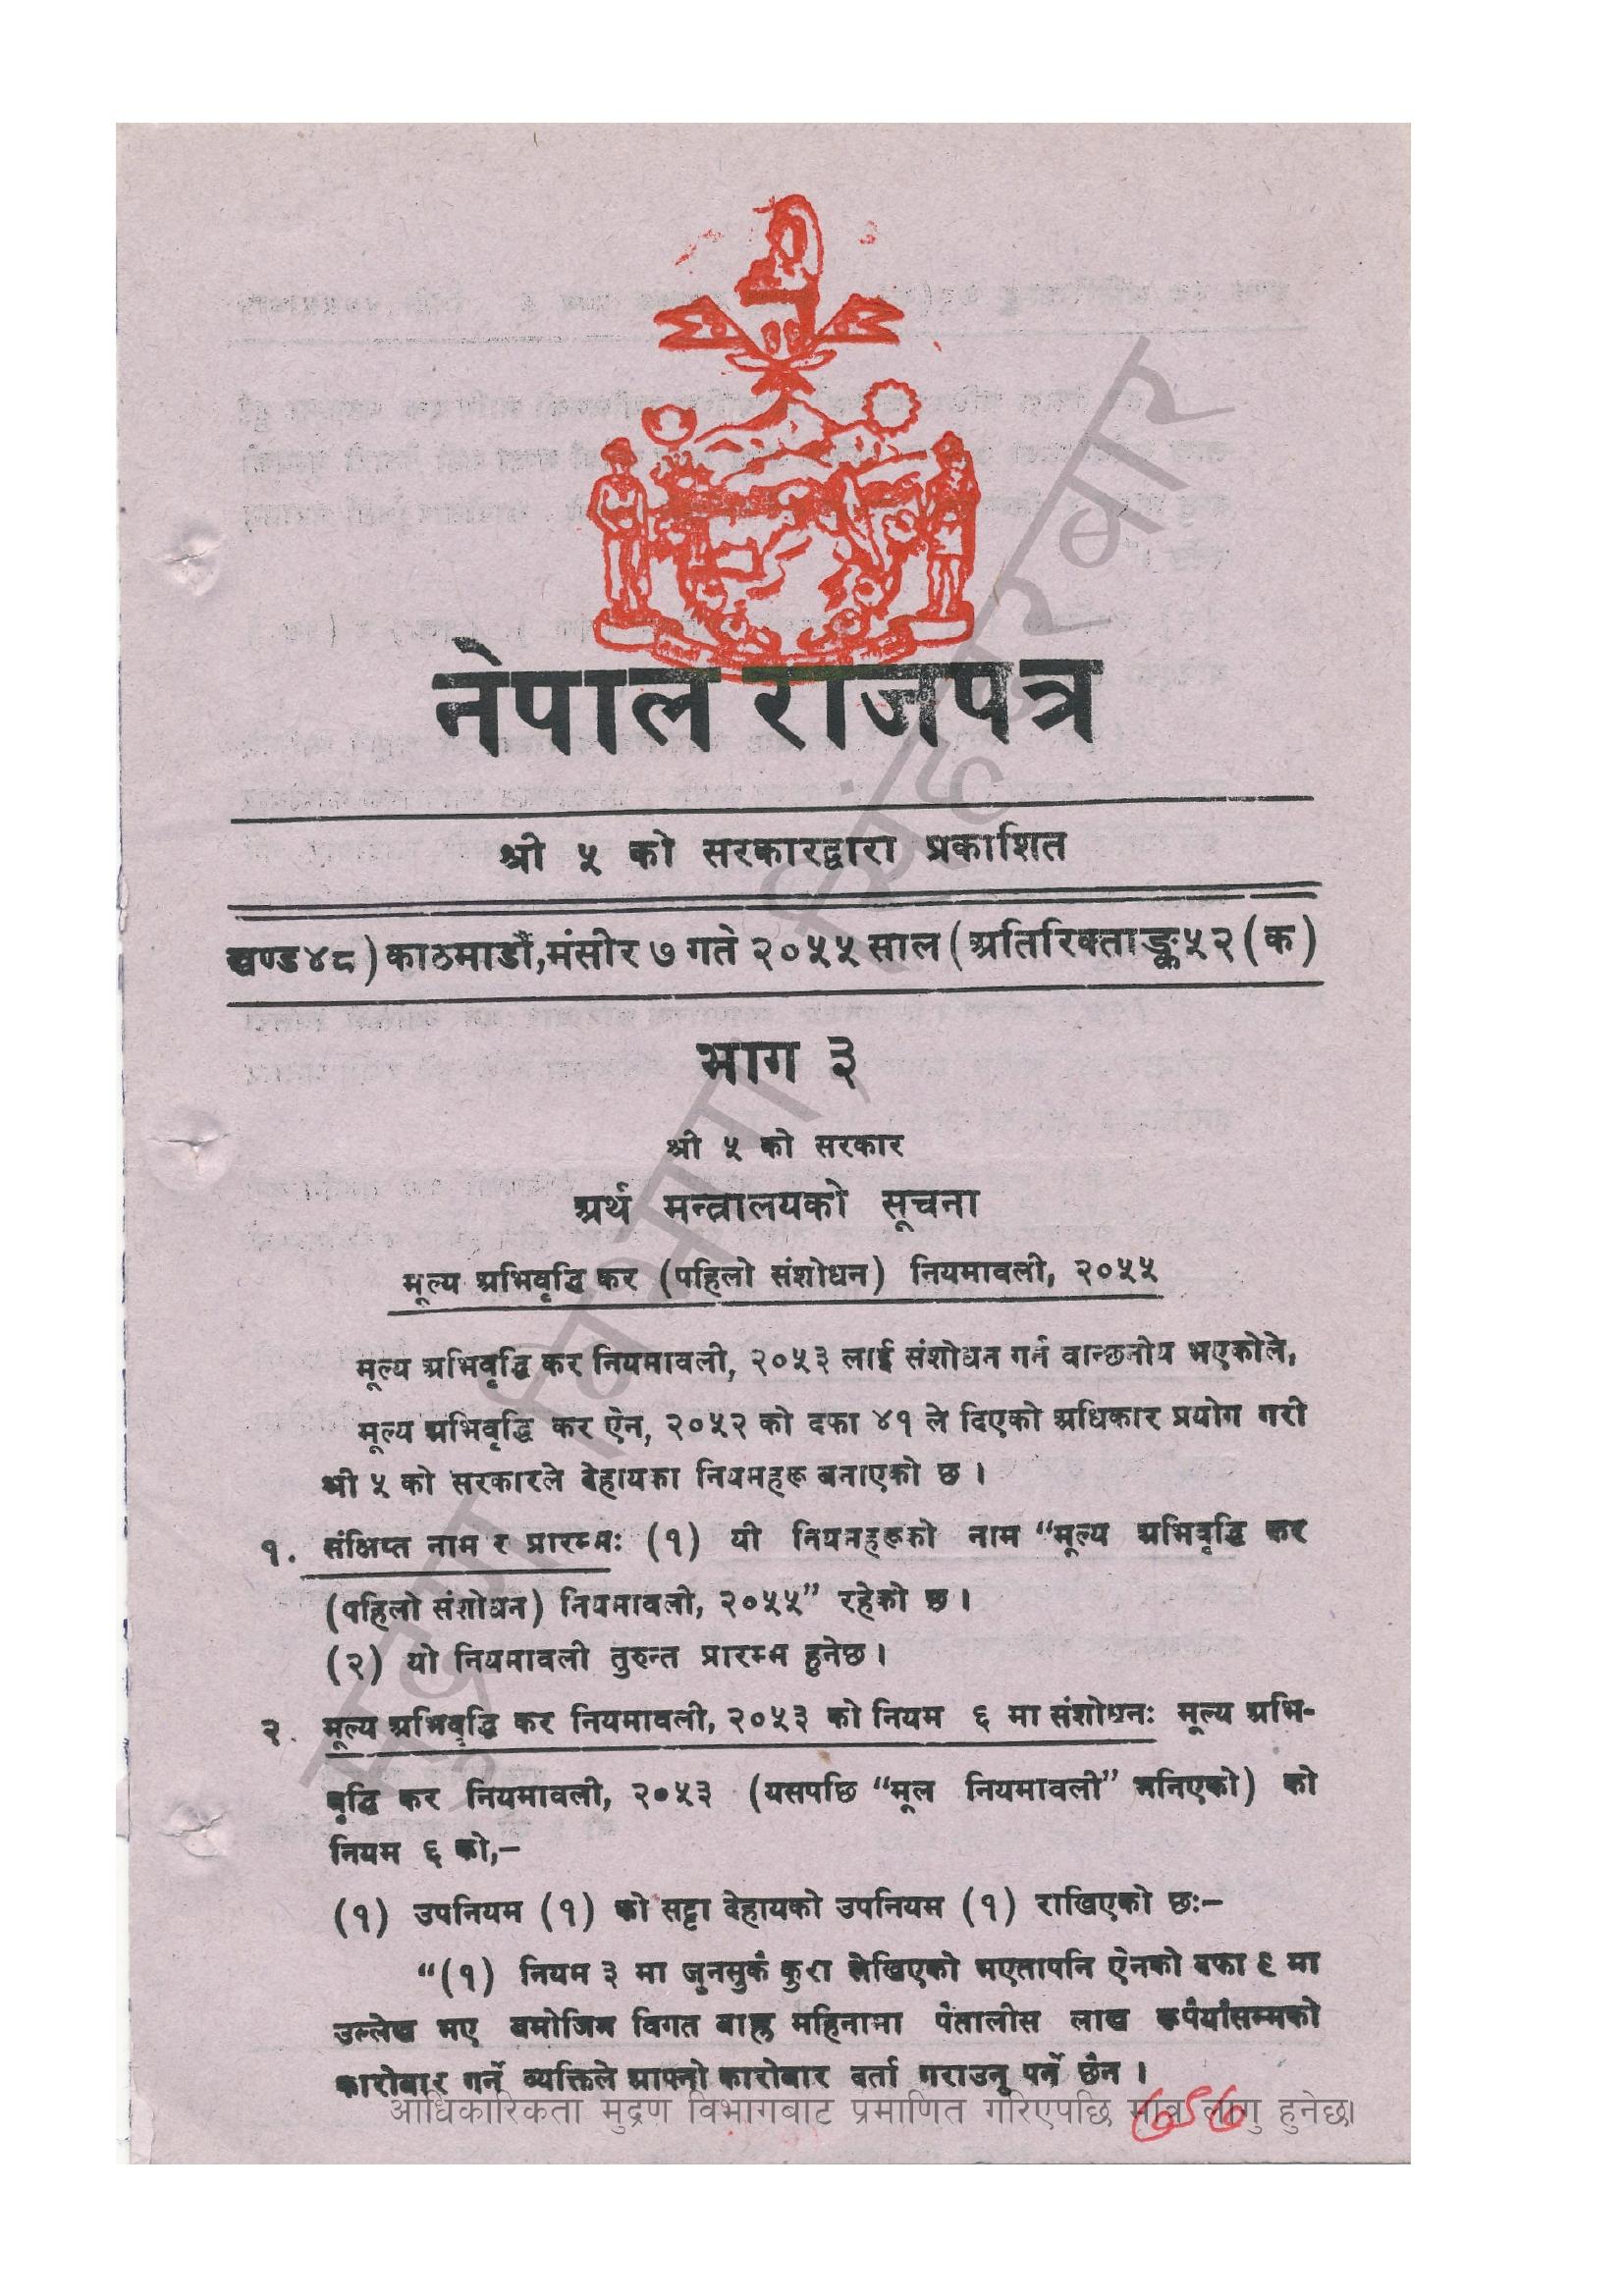 नेपाल राजपत्र
श्री ५ को सरकारद्वारा प्रकाशित
खण्ड ४८) काठमाडौं, मंसीर ७ गते २०५५ साल (अतिरिक्ताङ्क ५२ (क)
भाग ३
श्री ५ को सरकार
अर्थ मन्त्रालयको सूचना
मूल्य अभिवृद्धि कर (पहिलो संशोधन) नियमावली, २०५५
मूल्य अभिवृद्धि कर नियमावली, २०५३ लाई संशोधन गर्न वान्छनीय भएकोले,
मूल्य अभिवृद्धि कर ऐन, २०५२ को दफा ४१ ले दिएको अधिकार प्रयोग गरी
श्री ५ को सरकारले देहायका नियमहरू बनाएको छ ।
१. संक्षिप्त नाम र प्रारम्भः (१) यी नियमहरूको नाम "मूल्य अभिवृद्धि कर
(पहिलो संशोधन) नियमावली, २०५५" रहेको छ ।
(२) यो नियमावली तुरुन्त प्रारम्भ हुनेछ ।
२. मूल्य अभिवृद्धि कर नियमावली, २०५३ को नियम ६ मा संशोधनः मूल्य अभि-
वृद्धि कर नियमावली, २०५३ (यसपछि "मूल नियमावली" भनिएको) को
नियम ६ को,–
(१) उपनियम (१) को सट्टा देहायको उपनियम (१) राखिएको छः–
"(१) नियम ३ मा जुनसुकै कुरा लेखिएको भएतापनि ऐनको दफा ९ मा
उल्लेख भए बमोजिम विगत बाह्र महिनामा पैंतालीस लाख रूपैयाँसम्मको
कारोबार गर्ने व्यक्तिले आफ्नो कारोबार दर्ता गराउनु पर्ने छैन ।
आधिकारिकता मुद्रण विभागबाट प्रमाणित गरिएपछि मात्र लागु हुनेछ।
७९७
मुद्रण विभाग, सिंहदरबार